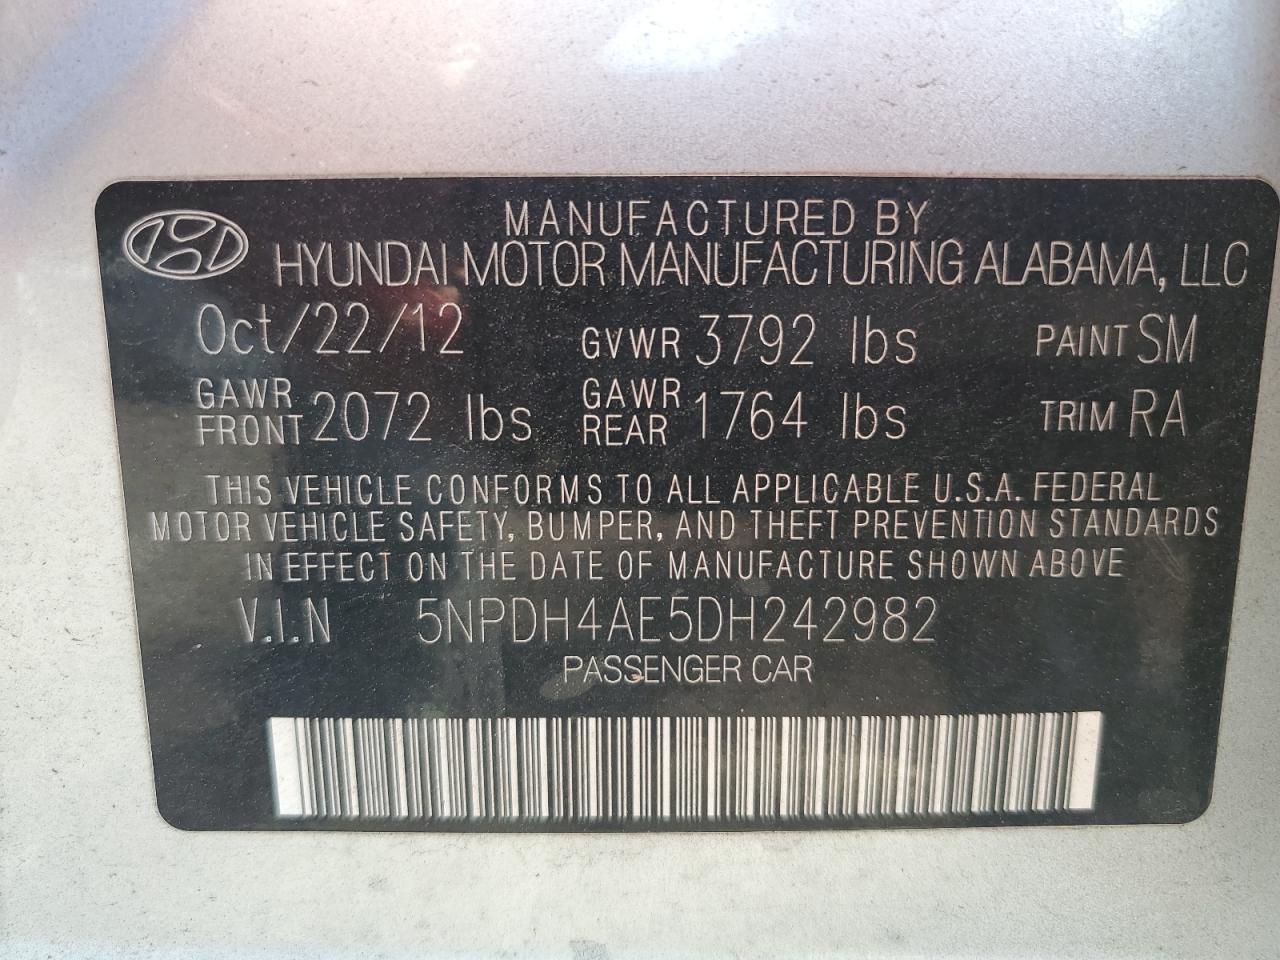 MANUFACTURED BY
HYUNDAI MOTOR MANUFACTURING ALABAMA, LLC
Oct/22/12 GVWR 3792 lbs PAINT SM
GAWR FRONT 2072 lbs GAWR REAR 1764 lbs TRIM RA
THIS VEHICLE CONFORMS TO ALL APPLICABLE U.S.A. FEDERAL
MOTOR VEHICLE SAFETY, BUMPER, AND THEFT PREVENTION STANDARDS
IN EFFECT ON THE DATE OF MANUFACTURE SHOWN ABOVE
V.I.N 5NPDH4AE5DH242982
PASSENGER CAR